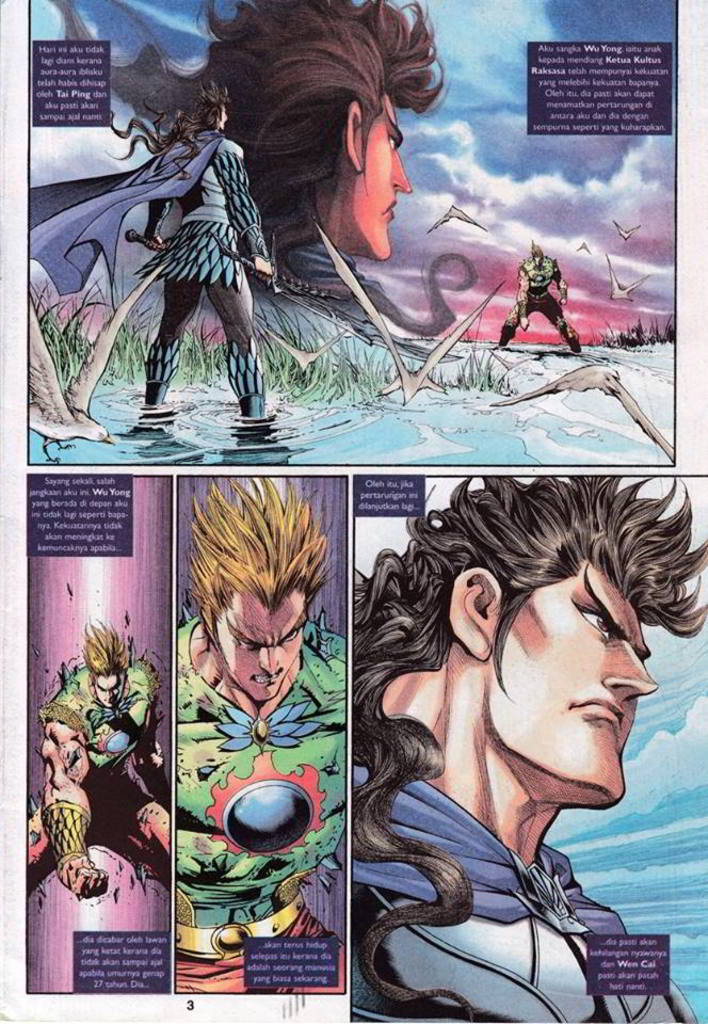 Hari ini aku tidak
lagi dians kerana
aura-aura iblisku
telah habis dihisap
oleh Tai Ping dan
aku pasti akan
sampai ajal nanti.
Aku sangka Wu Yong, iaitu anak
kepada mendiang Ketua Kultus
Raksasa telah mempunyai kekuatan
yang melebihi kekuatan bapanya.
Oleh itu, dia pasti akan dapat
menamatkan pertarungan di
antara aku dan dia dengan
sempurna seperti yang kuharapkan.
Sayang sekali, salah
jangkaan aku ini. Wu Yong
yang berada di depan aku
ini tidak lagi seperti bapa-
nya. Kekuatannya tidak
akan meningkat ke
kemuncaknya apabila...
...dia dicabar oleh lawan
yang ketat kerana dia
tidak akan sampai ajal
apabila umurnya genap
27 tahun. Dia...
...akan terus hidup
selepas itu kerana dia
adalah seorang manusia
yang biasa sekarang.
Oleh itu, jika
pertarungan ini
dilanjutkan lagi...
...dia pasti akan
kehilangan nyawanya
dan Wen Cai
pasti akan patah
hati nanti.
3